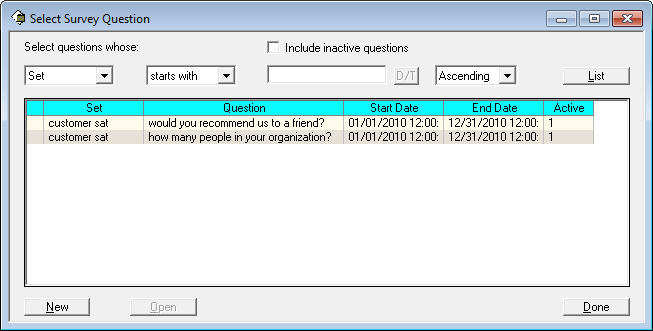 Select Survey Question
Select questions whose: Include inactive questions
Set starts with D/T Ascending List
Set Question Start Date End Date Active
customer sat would you recommend us to a friend? 01/01/2010 12:00: 12/31/2010 12:00: 1
customer sat how many people in your organization? 01/01/2010 12:00: 12/31/2010 12:00: 1
New Open Done